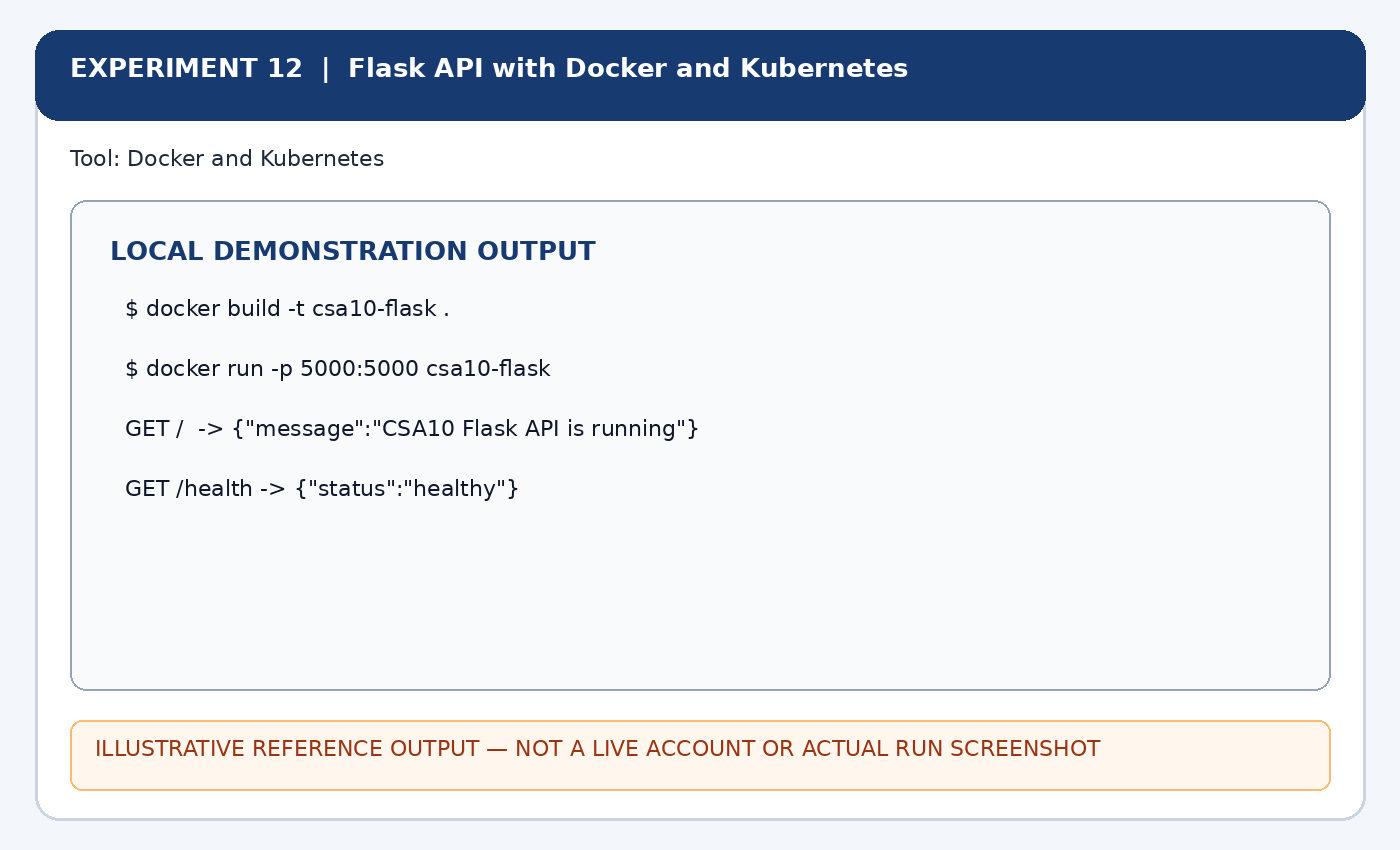 EXPERIMENT 12 | Flask API with Docker and Kubernetes
Tool: Docker and Kubernetes
LOCAL DEMONSTRATION OUTPUT
$ docker build -t csa10-flask .
$ docker run -p 5000:5000 csa10-flask
GET /  -> {"message":"CSA10 Flask API is running"}
GET /health -> {"status":"healthy"}
ILLUSTRATIVE REFERENCE OUTPUT — NOT A LIVE ACCOUNT OR ACTUAL RUN SCREENSHOT